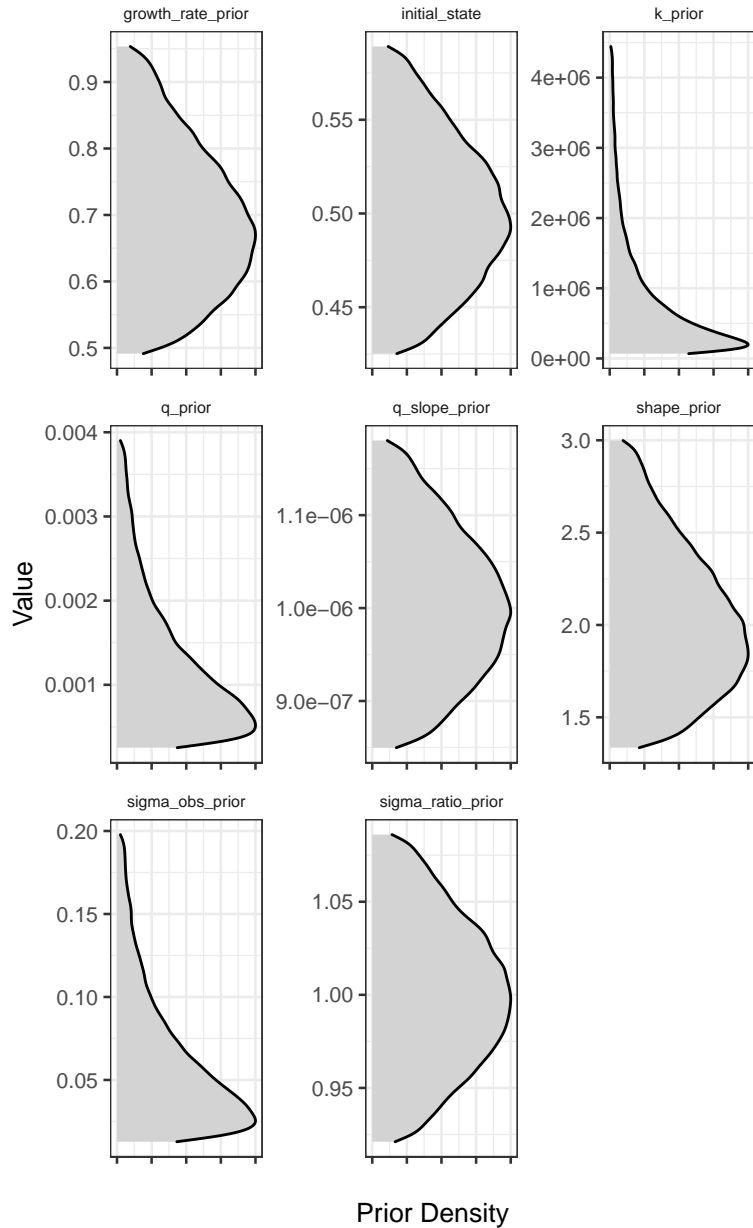 growth_rate_prior initial_state k_prior
0.9
0.8
0.7
0.6
0.5
0.55
0.50
0.45
4e+06
3e+06
2e+06
1e+06
0e+00
q_prior q_slope_prior shape_prior
0.004
0.003
0.002
0.001
1.1e−06
1.0e−06
9.0e−07
3.0
2.5
2.0
1.5
Value
sigma_obs_prior sigma_ratio_prior
0.20
0.15
0.10
0.05
1.05
1.00
0.95
Prior Density